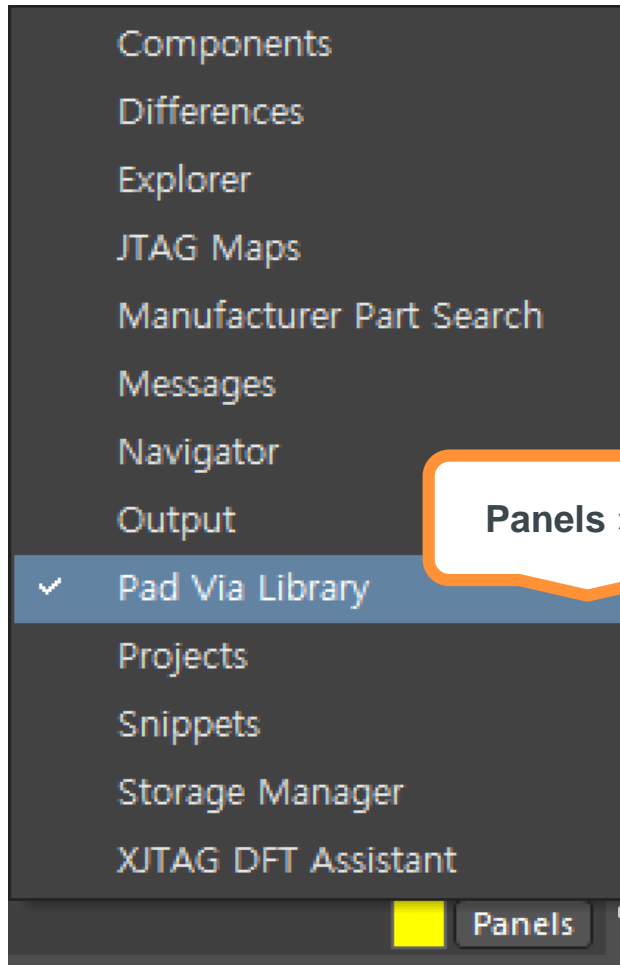 Components
Differences
Explorer
JTAG Maps
Manufacturer Part Search
Messages
Navigator
Output
Panels
Pad Via Library
Projects
Snippets
Storage Manager
XJTAG DFT Assistant
Panels